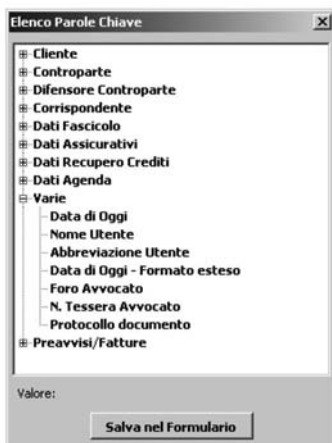 Elenco Parole Chiave
Cliente
Controparte
Difensore Controparte
Corrispondente
Dati Fascicolo
Dati Assicurativi
Dati Recupero Crediti
Dati Agenda
Varie
Data di Oggi
Nome Utente
Abbreviazione Utente
Data di Oggi - Formato esteso
Foro Avvocato
N. Tessera Avvocato
Protocollo documento
Preavvisi/Fatture
Valore:
Salva nel Formulario